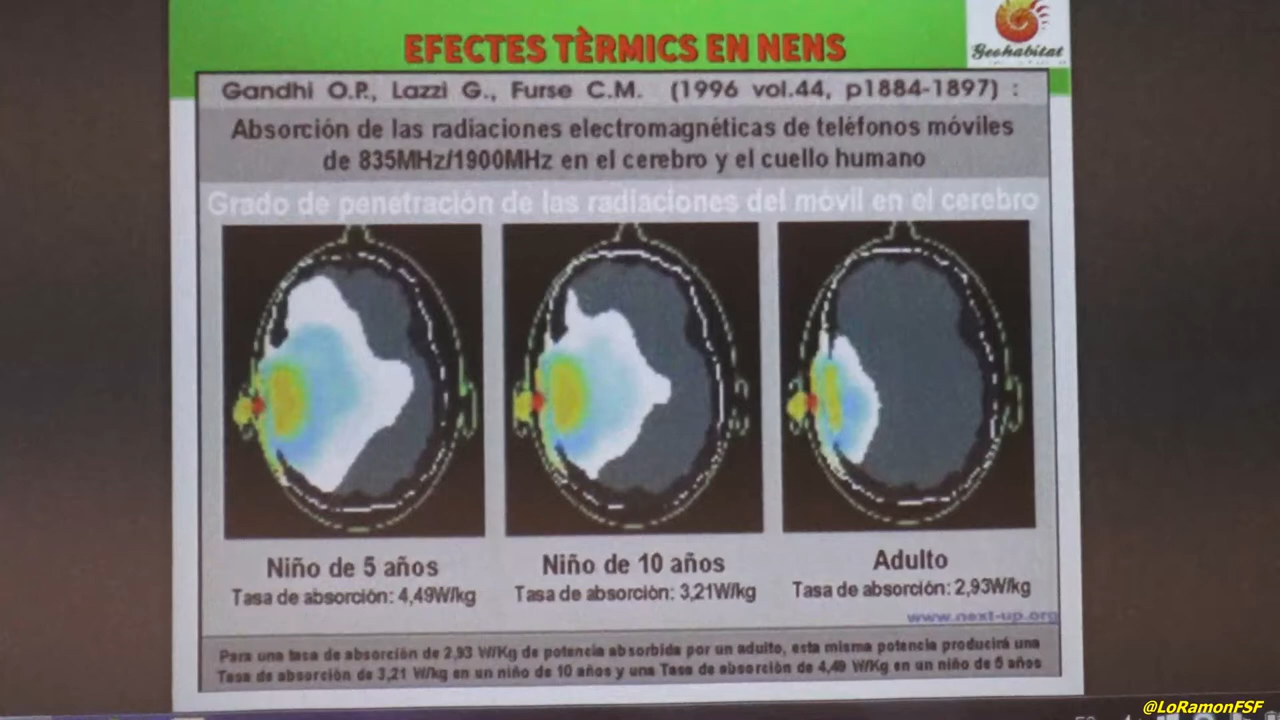 EFECTES TÈRMICS EN NENS
Geohabitat
Gandhi O.P., Lazzi G., Furse C.M. (1996 vol.44, p1884-1897) :
Absorción de las radiaciones electromagnéticas de teléfonos móviles
de 835MHz/1900MHz en el cerebro y el cuello humano
Grado de penetración de las radiaciones del móvil en el cerebro
Niño de 5 años
Tasa de absorción: 4,49W/kg
Niño de 10 años
Tasa de absorción: 3,21W/kg
Adulto
Tasa de absorción: 2,93W/kg
www.next-up.org
Para una tasa de absorción de 2,93 W/Kg de potencia absorbida por un adulto, esta misma potencia producirá una
Tasa de absorción de 3,21 W/kg en un niño de 10 años y una Tasa de absorción de 4,49 W/Kg en un niño de 5 años
@LoRamonFSF